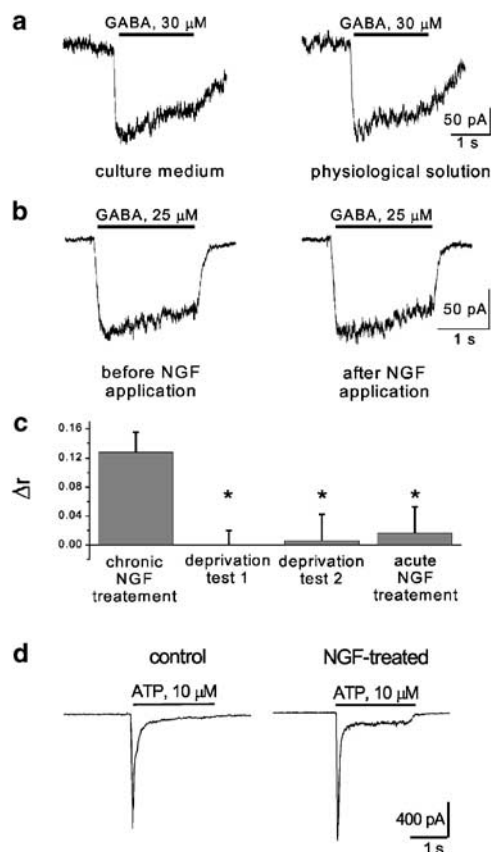 a
GABA, 30 μM GABA, 30 μM
50 pA
1 s
culture medium physiological solution
b
GABA, 25 μM GABA, 25 μM
50 pA
1 s
before NGF application after NGF application
c
Δr
0.16
0.12
0.08
0.04
0.00
* * *
chronic NGF treatement
deprivation test 1
deprivation test 2
acute NGF treatement
d
control NGF-treated
ATP, 10 μM ATP, 10 μM
400 pA
1 s